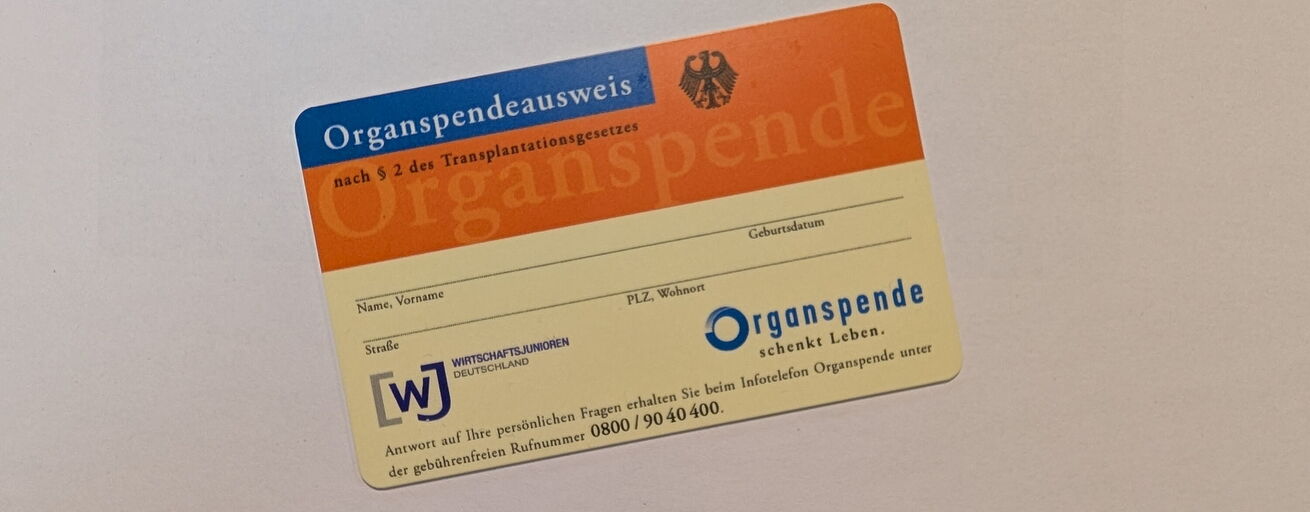 Organspendeausweis
nach § 2 des Transplantationsgesetzes
Organspende
Name, Vorname
Geburtsdatum
Straße
PLZ, Wohnort
[WJ
WIRTSCHAFTSJUNIOREN
DEUTSCHLAND
Organspende
schenkt Leben.
Antwort auf Ihre persönlichen Fragen erhalten Sie beim Infotelefon Organspende unter
der gebührenfreien Rufnummer 0800 / 90 40 400.